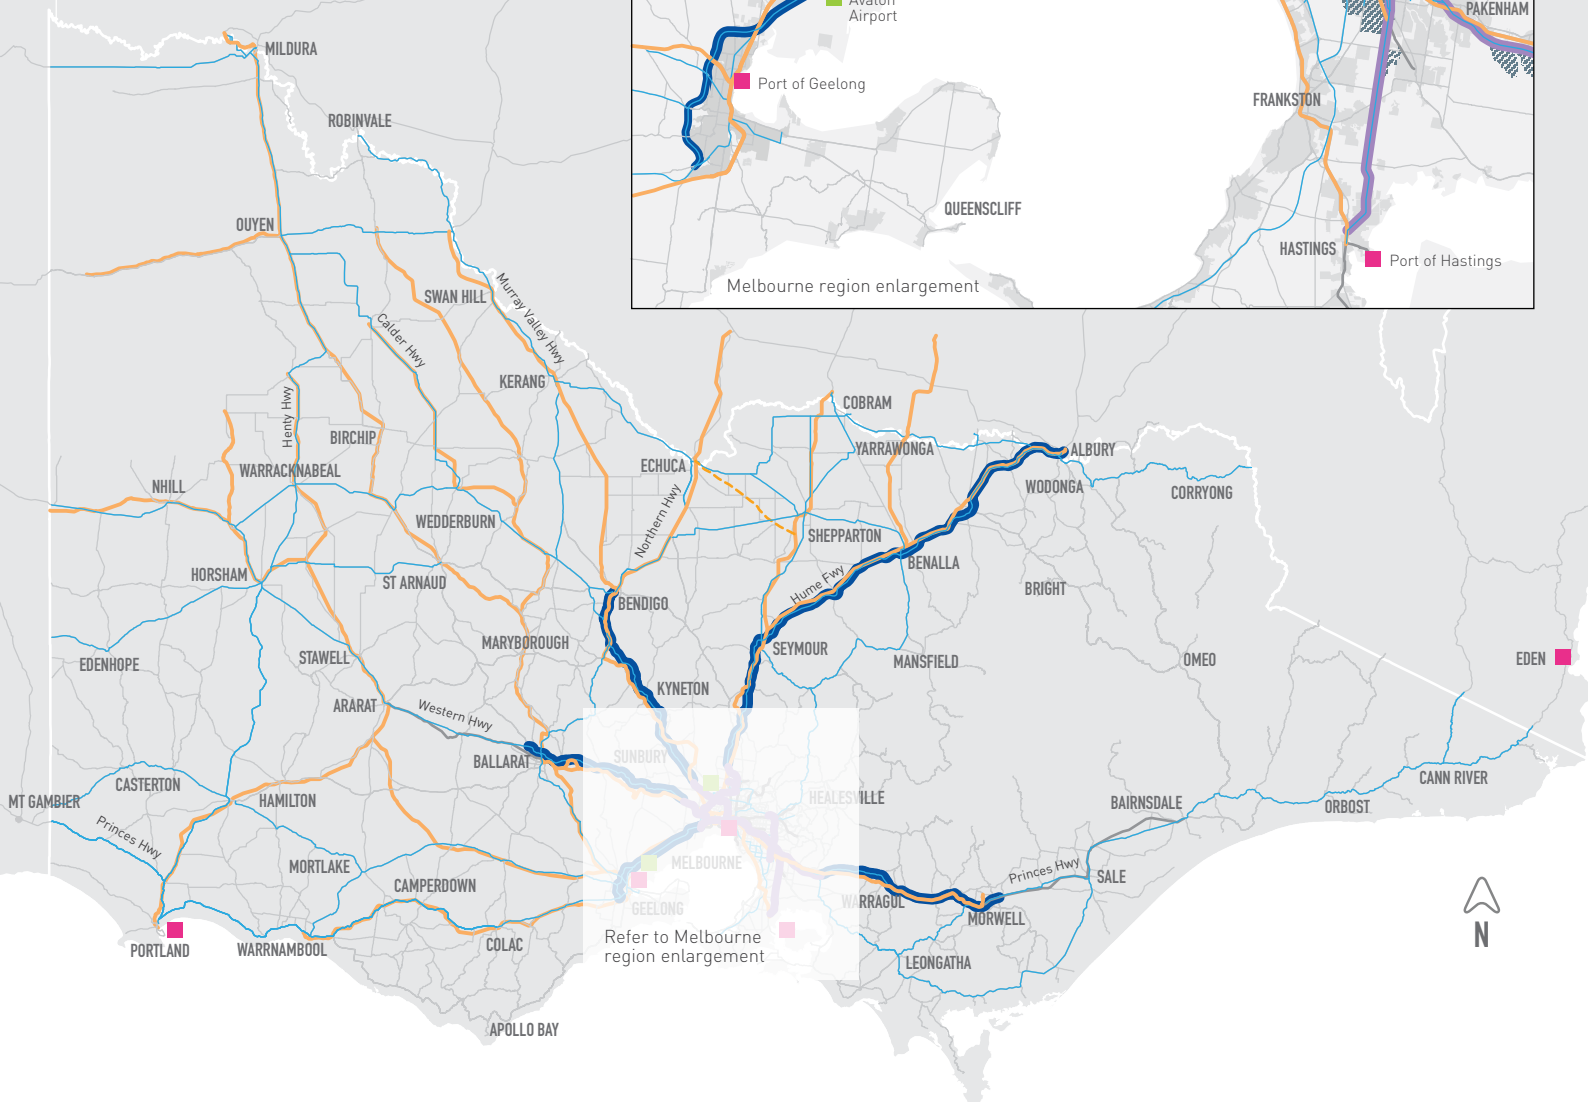 Avalon
Airport
PAKENHAM
MILDURA
Port of Geelong
FRANKSTON
ROBINVALE
QUEENSCLIFF
OUYEN
HASTINGS
Port of Hastings
Melbourne region enlargement
SWAN HILL
Murray Valley Hwy
Calder Hwy
KERANG
COBRAM
Henty Hwy
BIRCHIP
YARRAWONGA
ALBURY
WARRACKNABEAL
ECHUCA
NHILL
WODONGA
CORRYONG
WEDDERBURN
Northern Hwy
SHEPPARTON
BENALLA
HORSHAM
ST ARNAUD
Hume Fwy
BRIGHT
BENDIGO
MARYBOROUGH
SEYMOUR
EDENHOPE
STAWELL
MANSFIELD
OMEO
EDEN
KYNETON
ARARAT
Western Hwy
SUNBURY
BALLARAT
CANN RIVER
CASTERTON
MT GAMBIER
HAMILTON
HEALESVILLE
BAIRNSDALE
ORBOST
Princes Hwy
MORTLAKE
MELBOURNE
Princes Hwy
SALE
CAMPERDOWN
WARRAGUL
GEELONG
MORWELL
Refer to Melbourne
region enlargement
N
PORTLAND
WARRNAMBOOL
COLAC
LEONGATHA
APOLLO BAY